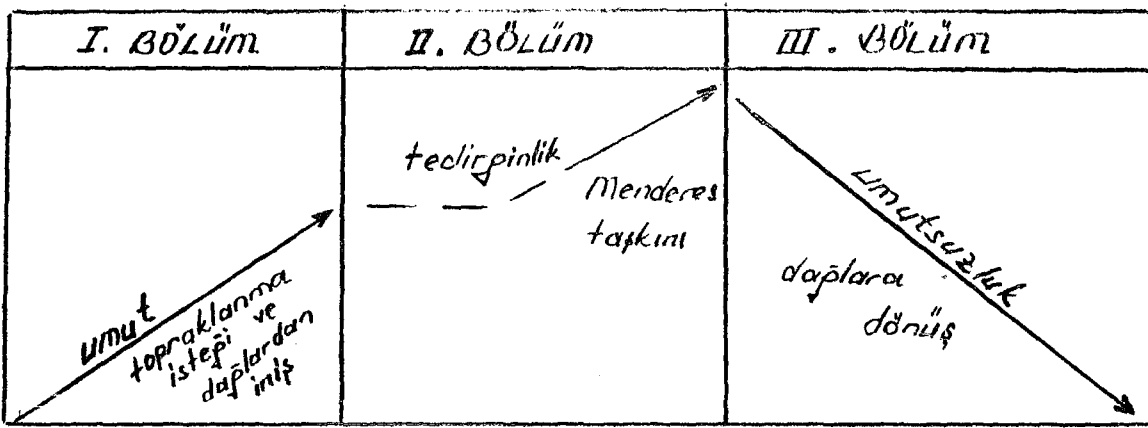 I. BÖLÜM
II. BÖLÜM
III. BÖLÜM
umut
topraklanma
isteği ve
dağlardan
iniş
tedirginlik
Menderes
taşkını
umutsuzluk
dağlara
dönüş